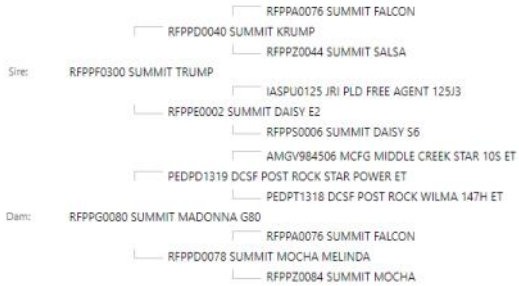 RFPPA0076 SUMMIT FALCON
RFPPD0040 SUMMIT KRUMP
RFPPZ0044 SUMMIT SALSA
Sire: RFPPF0300 SUMMIT TRUMP
IASPU0125 JRI PLD FREE AGENT 125J3
RFPPE0002 SUMMIT DAISY E2
RFPPS0006 SUMMIT DAISY S6
AMGV984506 MCFG MIDDLE CREEK STAR 10S ET
PEDPD1319 DCSF POST ROCK STAR POWER ET
PEDPT1318 DCSF POST ROCK WILMA 147H ET
Dam: RFPPG0080 SUMMIT MADONNA G80
RFPPA0076 SUMMIT FALCON
RFPPD0078 SUMMIT MOCHA MELINDA
RFPPZ0084 SUMMIT MOCHA